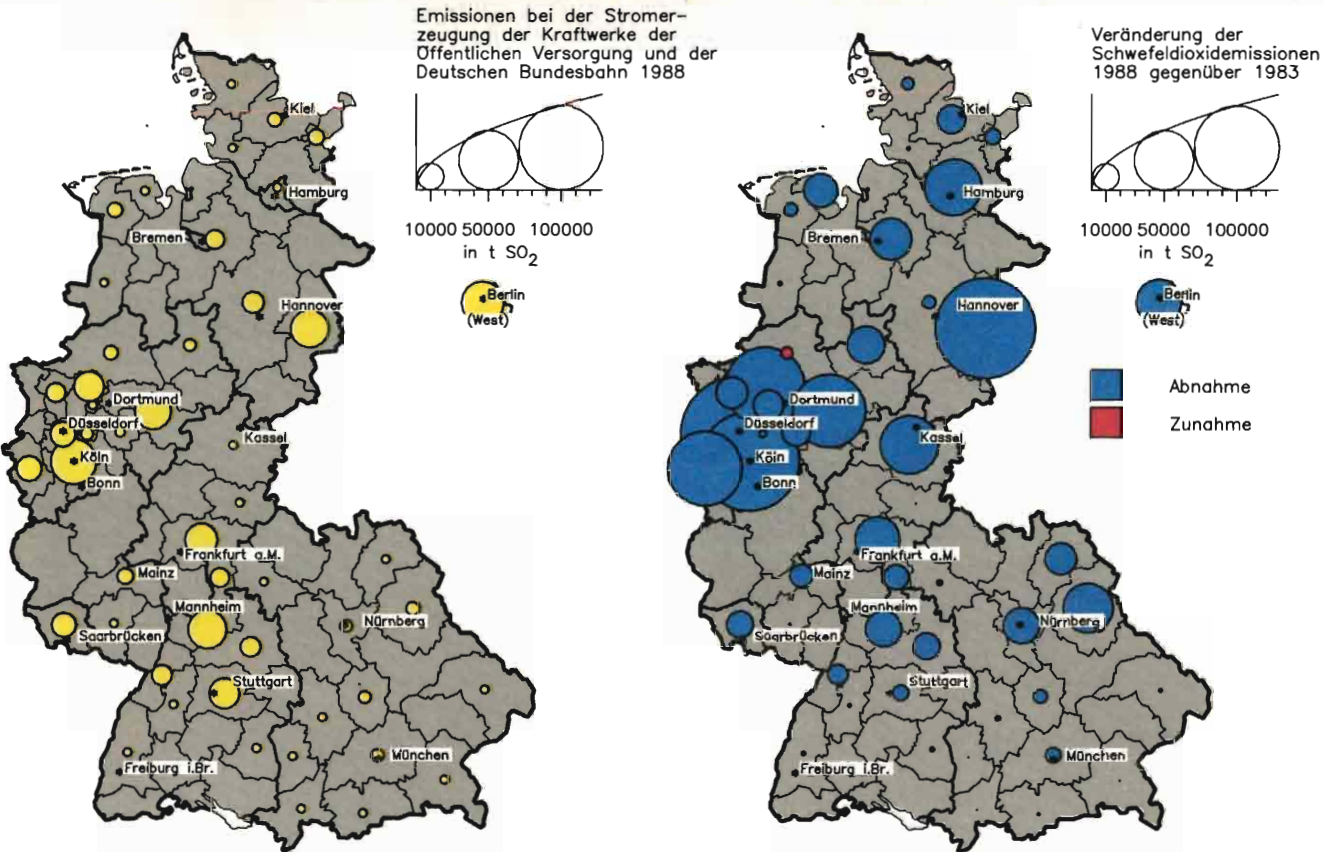 Emissionen bei der Stromer-
zeugung der Kraftwerke der
Öffentlichen Versorgung und der
Deutschen Bundesbahn 1988
10000 50000 100000
in t SO2
Berlin
(West)
Kiel
Hamburg
Bremen
Hannover
Dortmund
Düsseldorf
Kassel
Köln
Bonn
Frankfurt a.M.
Mainz
Mannheim
Nürnberg
Saarbrücken
Stuttgart
München
Freiburg i.Br.
Veränderung der
Schwefeldioxidemissionen
1988 gegenüber 1983
10000 50000 100000
in t SO2
Berlin
(West)
Abnahme
Zunahme
Kiel
Hamburg
Bremen
Hannover
Dortmund
Düsseldorf
Kassel
Köln
Bonn
Frankfurt a.M.
Mainz
Mannheim
Nürnberg
Saarbrücken
Stuttgart
München
Freiburg i.Br.